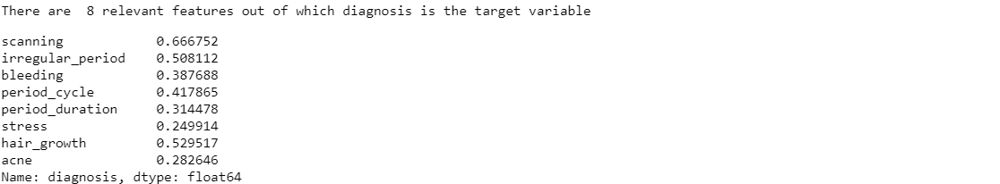 There are  8 relevant features out of which diagnosis is the target variable
scanning            0.666752
irregular_period    0.508112
bleeding            0.387688
period_cycle        0.417865
period_duration     0.314478
stress              0.249914
hair_growth         0.529517
acne                0.282646
Name: diagnosis, dtype: float64